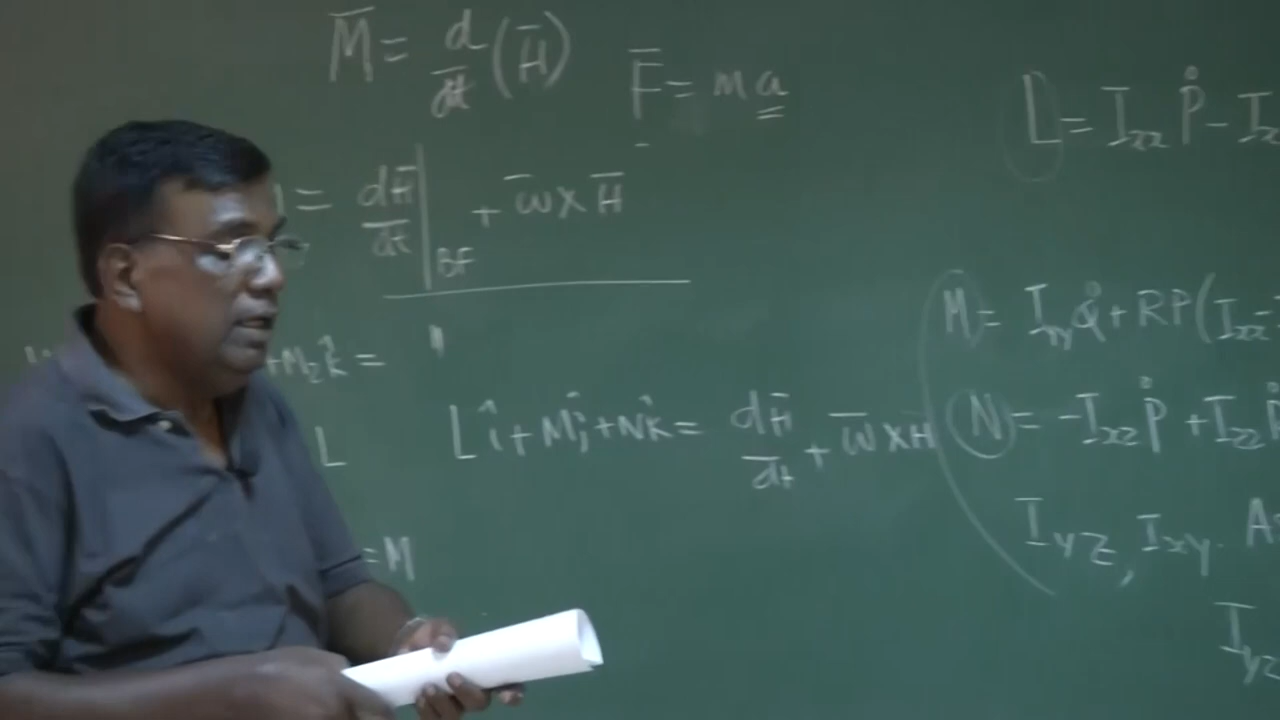 M̅ = d/dt (H̅)
F̅ = ma
= dH̅/dt |BF + ω̅ x H̅
+M₂k̂ = "
L î + M ĵ + N k̂ = dH̅/dt + ω̅ x H
L
= M
L = Ixx Ṗ -
M = Iyy Q̇ + RP(Ixx-
N = -Ixz Ṗ + Izz
Iyz, Ixy.
Iyz